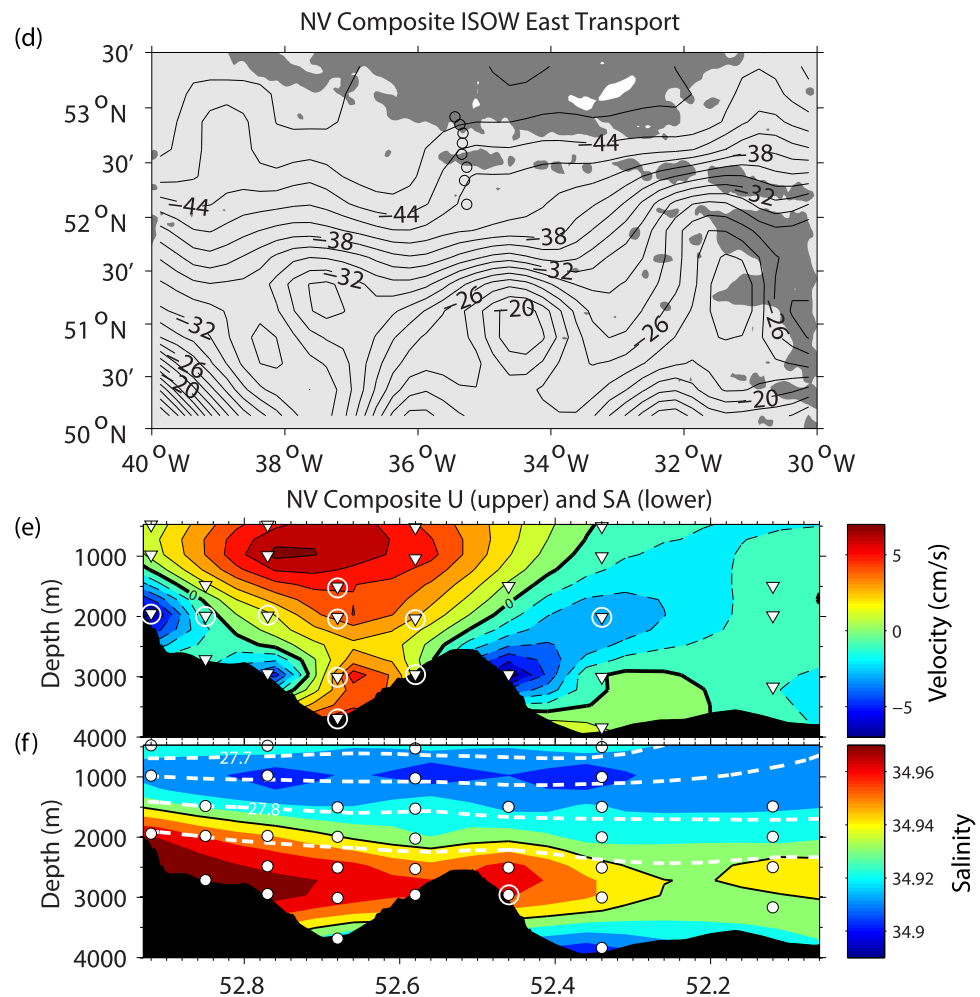 NV Composite ISOW East Transport
(d)
30′
53 °N
30′
52 °N
30′
51 °N
30′
50 °N
−44
−38
−32
−44
−44
−38
−38
−32
−32
−26
−20
−26
−26
−32
−26
−20
−20
40 °W
38 °W
36 °W
34 °W
32 °W
30 °W
NV Composite U (upper) and SA (lower)
(e)
1000
2000
3000
4000
Depth (m)
0
0
5
0
−5
Velocity (cm/s)
(f)
1000
2000
3000
4000
Depth (m)
27.7
27.8
34.96
34.94
34.92
34.9
Salinity
52.8
52.6
52.4
52.2